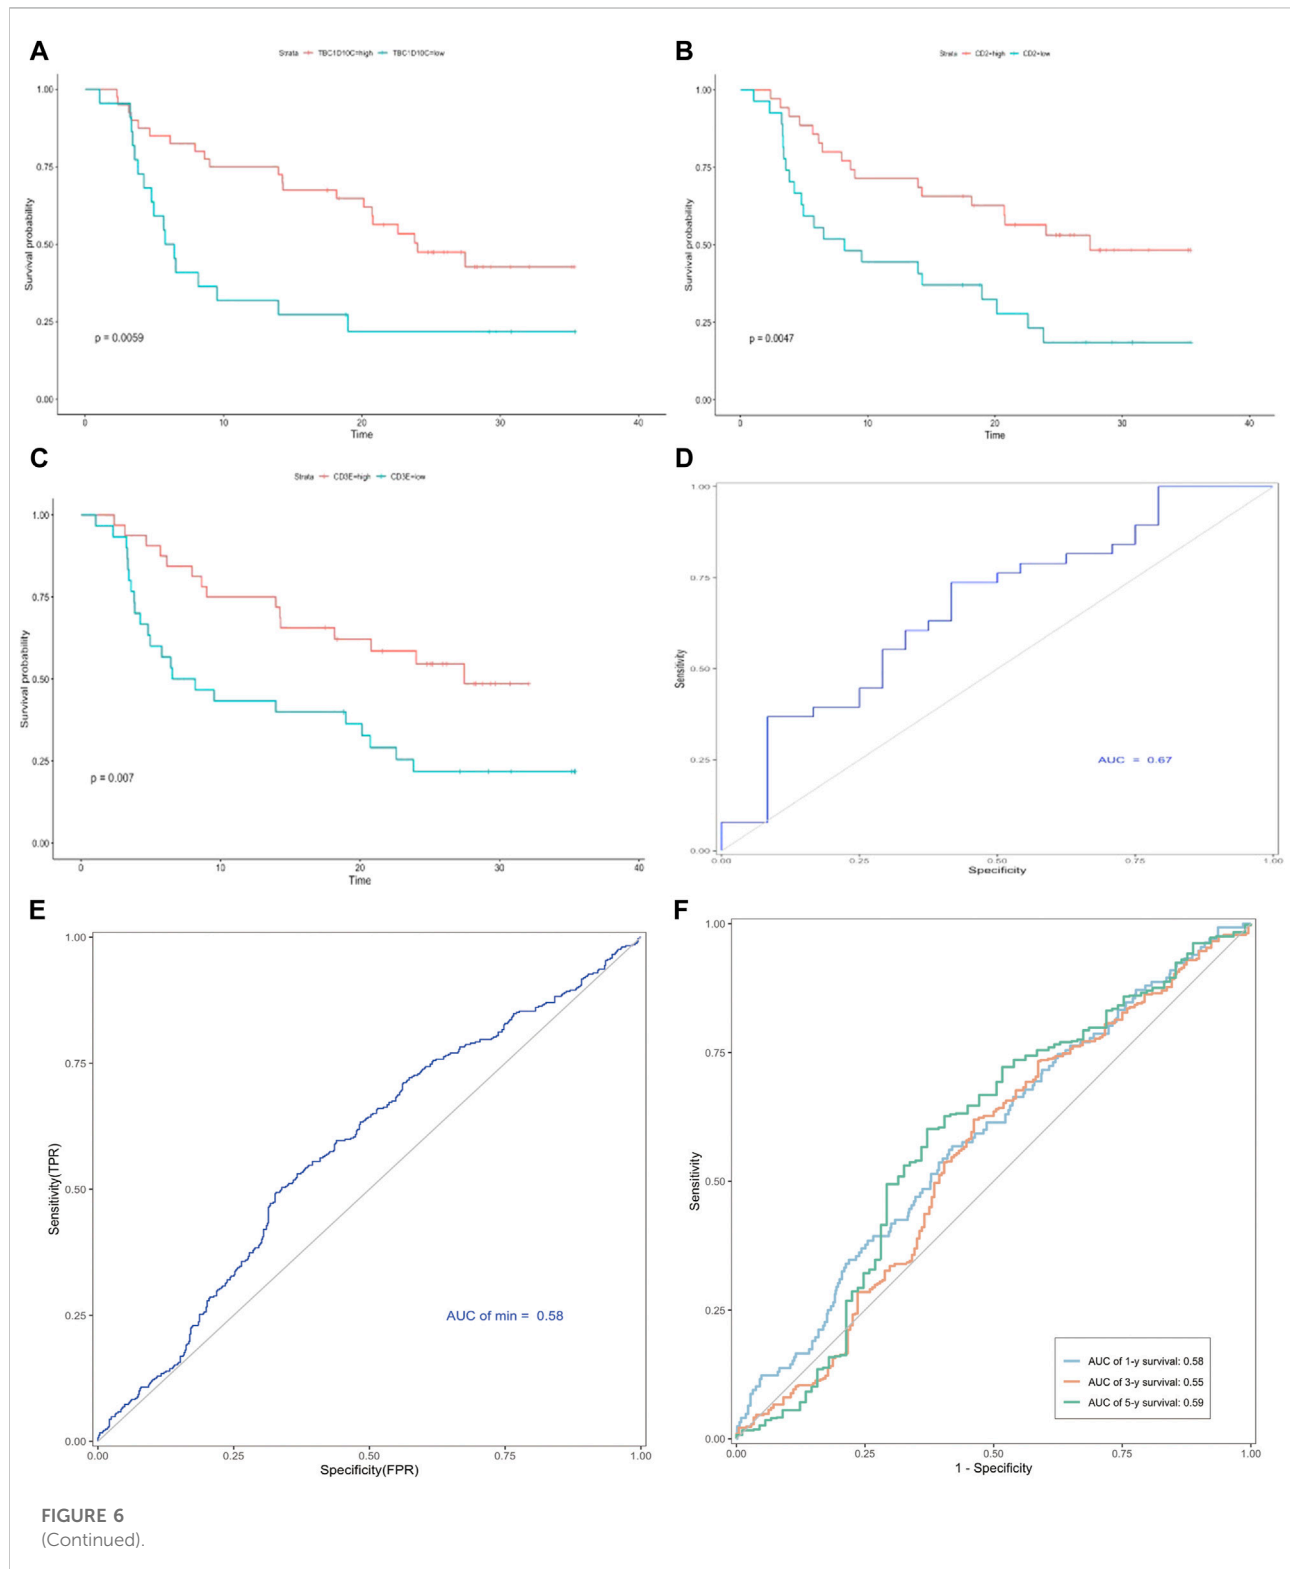 A
B
Strata TBC1D10C=high TBC1D10C=low
Strata CD2=high CD2=low
1.00
0.75
0.50
0.25
0.00
Survival probability
p = 0.0059
0 10 20 30 40
Time
1.00
0.75
0.50
0.25
0.00
Survival probability
p = 0.0047
0 10 20 30 40
Time
C
D
Strata CD3E=high CD3E=low
1.00
0.75
0.50
0.25
0.00
Survival probability
p = 0.007
0 10 20 30 40
Time
1.00
0.75
0.50
0.25
0.00
Sensitivity
AUC = 0.67
0.00 0.25 0.50 0.75 1.00
Specificity
E
F
1.00
0.75
0.50
0.25
0.00
Sensitivity(TPR)
AUC of min = 0.58
0.00 0.25 0.50 0.75 1.00
Specificity(FPR)
1.00
0.75
0.50
0.25
0.00
Sensitivity
AUC of 1-y survival: 0.58
AUC of 3-y survival: 0.55
AUC of 5-y survival: 0.59
0.00 0.25 0.50 0.75 1.00
1 - Specificity
FIGURE 6
(Continued).